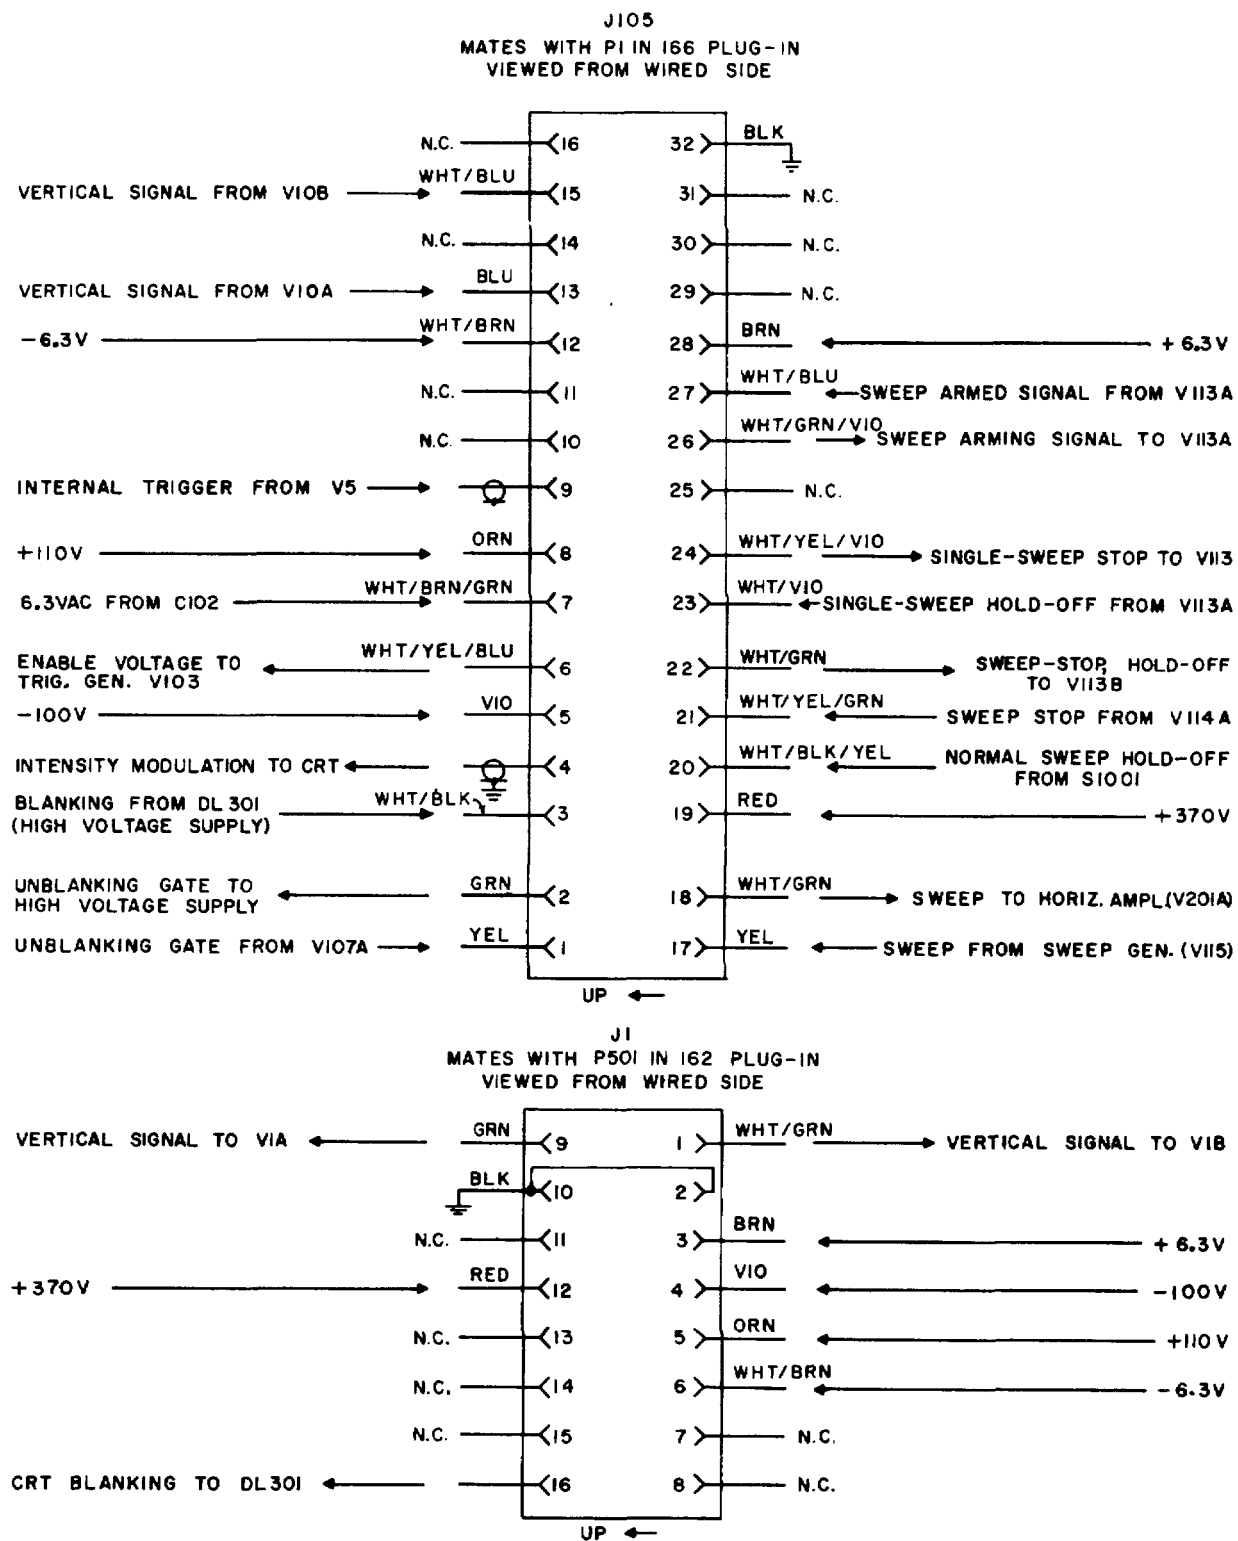 J105
MATES WITH P1 IN 166 PLUG-IN
VIEWED FROM WIRED SIDE
N.C. 16 32 BLK
VERTICAL SIGNAL FROM V10B WHT/BLU 15 31 N.C.
N.C. 14 30 N.C.
VERTICAL SIGNAL FROM V10A BLU 13 29 N.C.
-6.3V WHT/BRN 12 28 BRN + 6.3V
N.C. 11 27 WHT/BLU SWEEP ARMED SIGNAL FROM V113A
N.C. 10 26 WHT/GRN/VIO SWEEP ARMING SIGNAL TO V113A
INTERNAL TRIGGER FROM V5 9 25 N.C.
+110V ORN 8 24 WHT/YEL/VIO SINGLE-SWEEP STOP TO V113
6.3VAC FROM C102 WHT/BRN/GRN 7 23 WHT/VIO SINGLE-SWEEP HOLD-OFF FROM V113A
ENABLE VOLTAGE TO
TRIG. GEN. V103 WHT/YEL/BLU 6 22 WHT/GRN SWEEP-STOP, HOLD-OFF
TO V113B
-100V VIO 5 21 WHT/YEL/GRN SWEEP STOP FROM V114A
INTENSITY MODULATION TO CRT 4 20 WHT/BLK/YEL NORMAL SWEEP HOLD-OFF
FROM S1001
BLANKING FROM DL301
(HIGH VOLTAGE SUPPLY) WHT/BLK 3 19 RED +370V
UNBLANKING GATE TO
HIGH VOLTAGE SUPPLY GRN 2 18 WHT/GRN SWEEP TO HORIZ. AMPL(V201A)
UNBLANKING GATE FROM V107A YEL 1 17 YEL SWEEP FROM SWEEP GEN. (V115)
UP
J1
MATES WITH P501 IN 162 PLUG-IN
VIEWED FROM WIRED SIDE
VERTICAL SIGNAL TO V1A GRN 9 1 WHT/GRN VERTICAL SIGNAL TO V1B
BLK 10 2
N.C. 11 3 BRN + 6.3V
+370V RED 12 4 VIO -100V
N.C. 13 5 ORN +110V
N.C. 14 6 WHT/BRN -6.3V
N.C. 15 7 N.C.
CRT BLANKING TO DL301 16 8 N.C.
UP